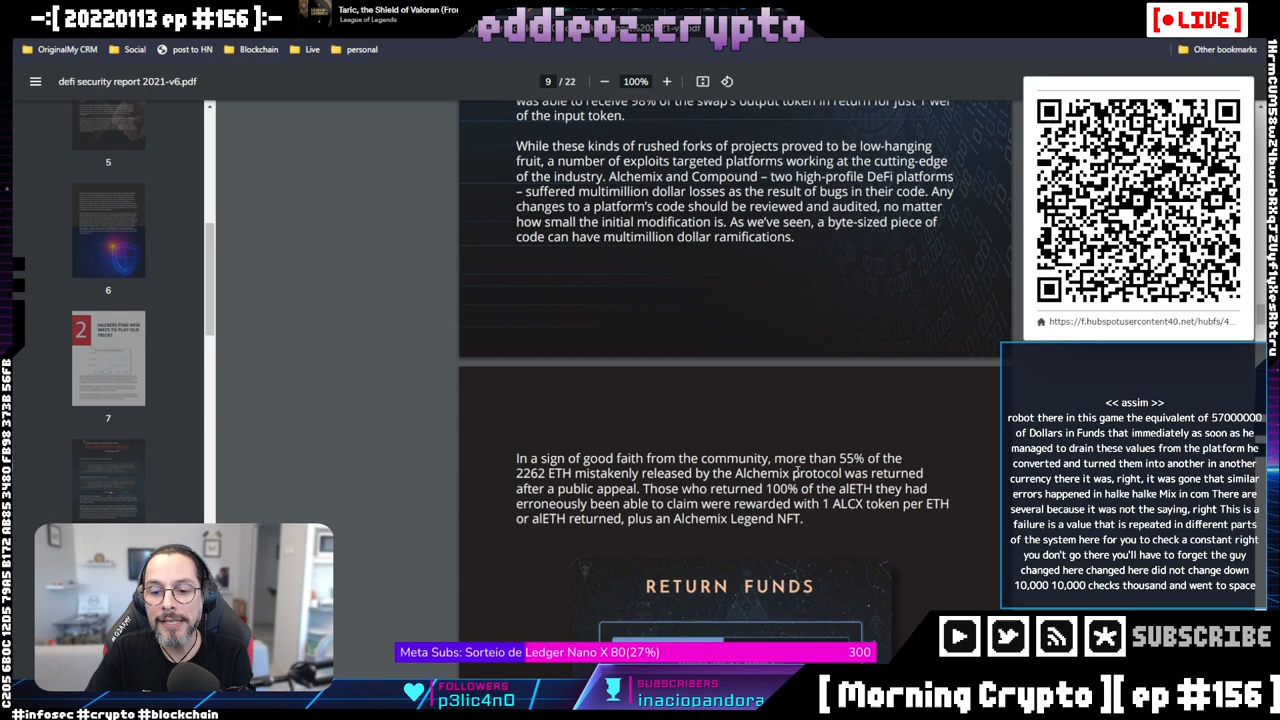 -:[ 20220113 ep #156 ]:-
Taric, the Shield of Valoran (Fror
League of Legends
eddieoz.crypto
[ ● LIVE ]
OriginalMy CRM
Social
post to HN
Blockchain
Live
personal
Other bookmarks
defi security report 2021-v6.pdf
9 / 22
100%
5
6
2
HACKERS FIND NEW
WAYS TO PLAY OLD
TRICKS
7
was able to receive 98% of the swap's output token in return for just 1 wei
of the input token.
While these kinds of rushed forks of projects proved to be low-hanging
fruit, a number of exploits targeted platforms working at the cutting-edge
of the industry. Alchemix and Compound – two high-profile DeFi platforms
– suffered multimillion dollar losses as the result of bugs in their code. Any
changes to a platform's code should be reviewed and audited, no matter
how small the initial modification is. As we've seen, a byte-sized piece of
code can have multimillion dollar ramifications.
In a sign of good faith from the community, more than 55% of the
2262 ETH mistakenly released by the Alchemix protocol was returned
after a public appeal. Those who returned 100% of the alETH they had
erroneously been able to claim were rewarded with 1 ALCX token per ETH
or alETH returned, plus an Alchemix Legend NFT.
RETURN FUNDS
https://f.hubspotusercontent40.net/hubfs/4...
<< assim >>
robot there in this game the equivalent of 57000000
of Dollars in Funds that immediately as soon as he
managed to drain these values from the platform he
converted and turned them into another in another
currency there it was, right, it was gone that similar
errors happened in halke halke Mix in com There are
several because it was not the saying, right This is a
failure is a value that is repeated in different parts
of the system here for you to check a constant right
you don't go there you'll have to forget the guy
changed here changed here did not change down
10,000 10,000 checks thousand and went to space
Meta Subs: Sorteio de Ledger Nano X 80(27%)
300
SUBSCRIBE
FOLLOWERS
p3lic4n0
SUBSCRIBERS
inaciopandora
[ Morning Crypto ][ ep #156 ]
#infosec #crypto #blockchain